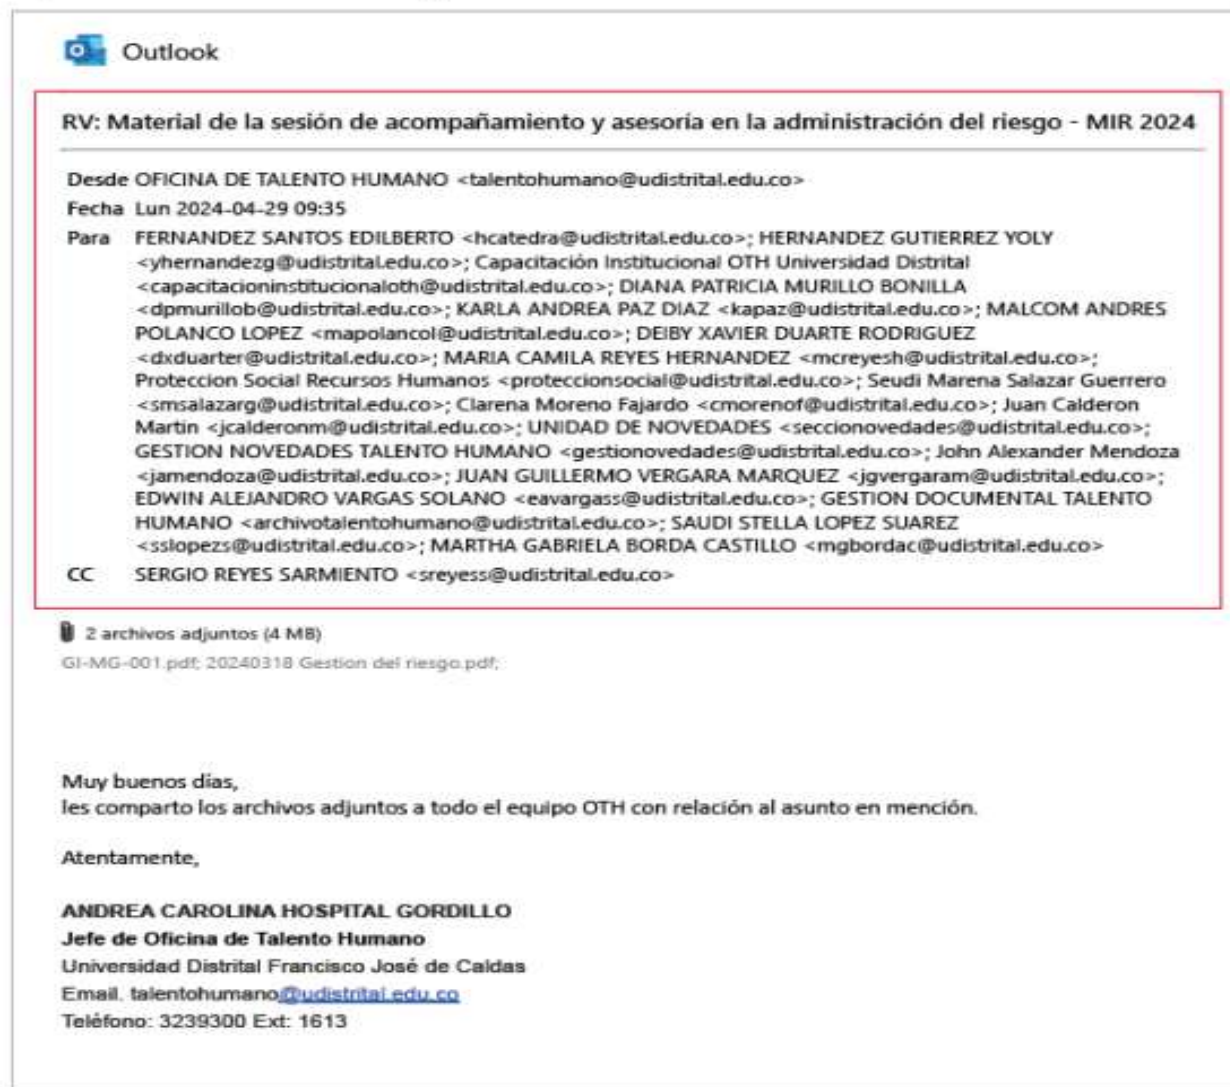 Outlook
RV: Material de la sesión de acompañamiento y asesoría en la administración del riesgo - MIR 2024
Desde OFICINA DE TALENTO HUMANO <talentohumano@udistrital.edu.co>
Fecha Lun 2024-04-29 09:35
Para FERNANDEZ SANTOS EDILBERTO <hcatedra@udistrital.edu.co>; HERNANDEZ GUTIERREZ YOLY
<yhernandezg@udistrital.edu.co>; Capacitación Institucional OTH Universidad Distrital
<capacitacioninstitucionaloth@udistrital.edu.co>; DIANA PATRICIA MURILLO BONILLA
<dpmurillob@udistrital.edu.co>; KARLA ANDREA PAZ DIAZ <kapaz@udistrital.edu.co>; MALCOM ANDRES
POLANCO LOPEZ <mapolancol@udistrital.edu.co>; DEIBY XAVIER DUARTE RODRIGUEZ
<dxduarter@udistrital.edu.co>; MARIA CAMILA REYES HERNANDEZ <mcreyesh@udistrital.edu.co>;
Proteccion Social Recursos Humanos <proteccionsocial@udistrital.edu.co>; Seudi Marena Salazar Guerrero
<smsalazarg@udistrital.edu.co>; Clarena Moreno Fajardo <cmorenof@udistrital.edu.co>; Juan Calderon
Martin <jcalderonm@udistrital.edu.co>; UNIDAD DE NOVEDADES <seccionovedades@udistrital.edu.co>;
GESTION NOVEDADES TALENTO HUMANO <gestionovedades@udistrital.edu.co>; John Alexander Mendoza
<jamendoza@udistrital.edu.co>; JUAN GUILLERMO VERGARA MARQUEZ <jgvergaram@udistrital.edu.co>;
EDWIN ALEJANDRO VARGAS SOLANO <eavargass@udistrital.edu.co>; GESTION DOCUMENTAL TALENTO
HUMANO <archivotalentohumano@udistrital.edu.co>; SAUDI STELLA LOPEZ SUAREZ
<sslopezs@udistrital.edu.co>; MARTHA GABRIELA BORDA CASTILLO <mgbordac@udistrital.edu.co>
CC SERGIO REYES SARMIENTO <sreyess@udistrital.edu.co>
2 archivos adjuntos (4 MB)
GI-MG-001.pdf; 20240318 Gestion del riesgo.pdf;
Muy buenos días,
les comparto los archivos adjuntos a todo el equipo OTH con relación al asunto en mención.
Atentamente,
ANDREA CAROLINA HOSPITAL GORDILLO
Jefe de Oficina de Talento Humano
Universidad Distrital Francisco José de Caldas
Email. talentohumano@udistrital.edu.co
Teléfono: 3239300 Ext: 1613